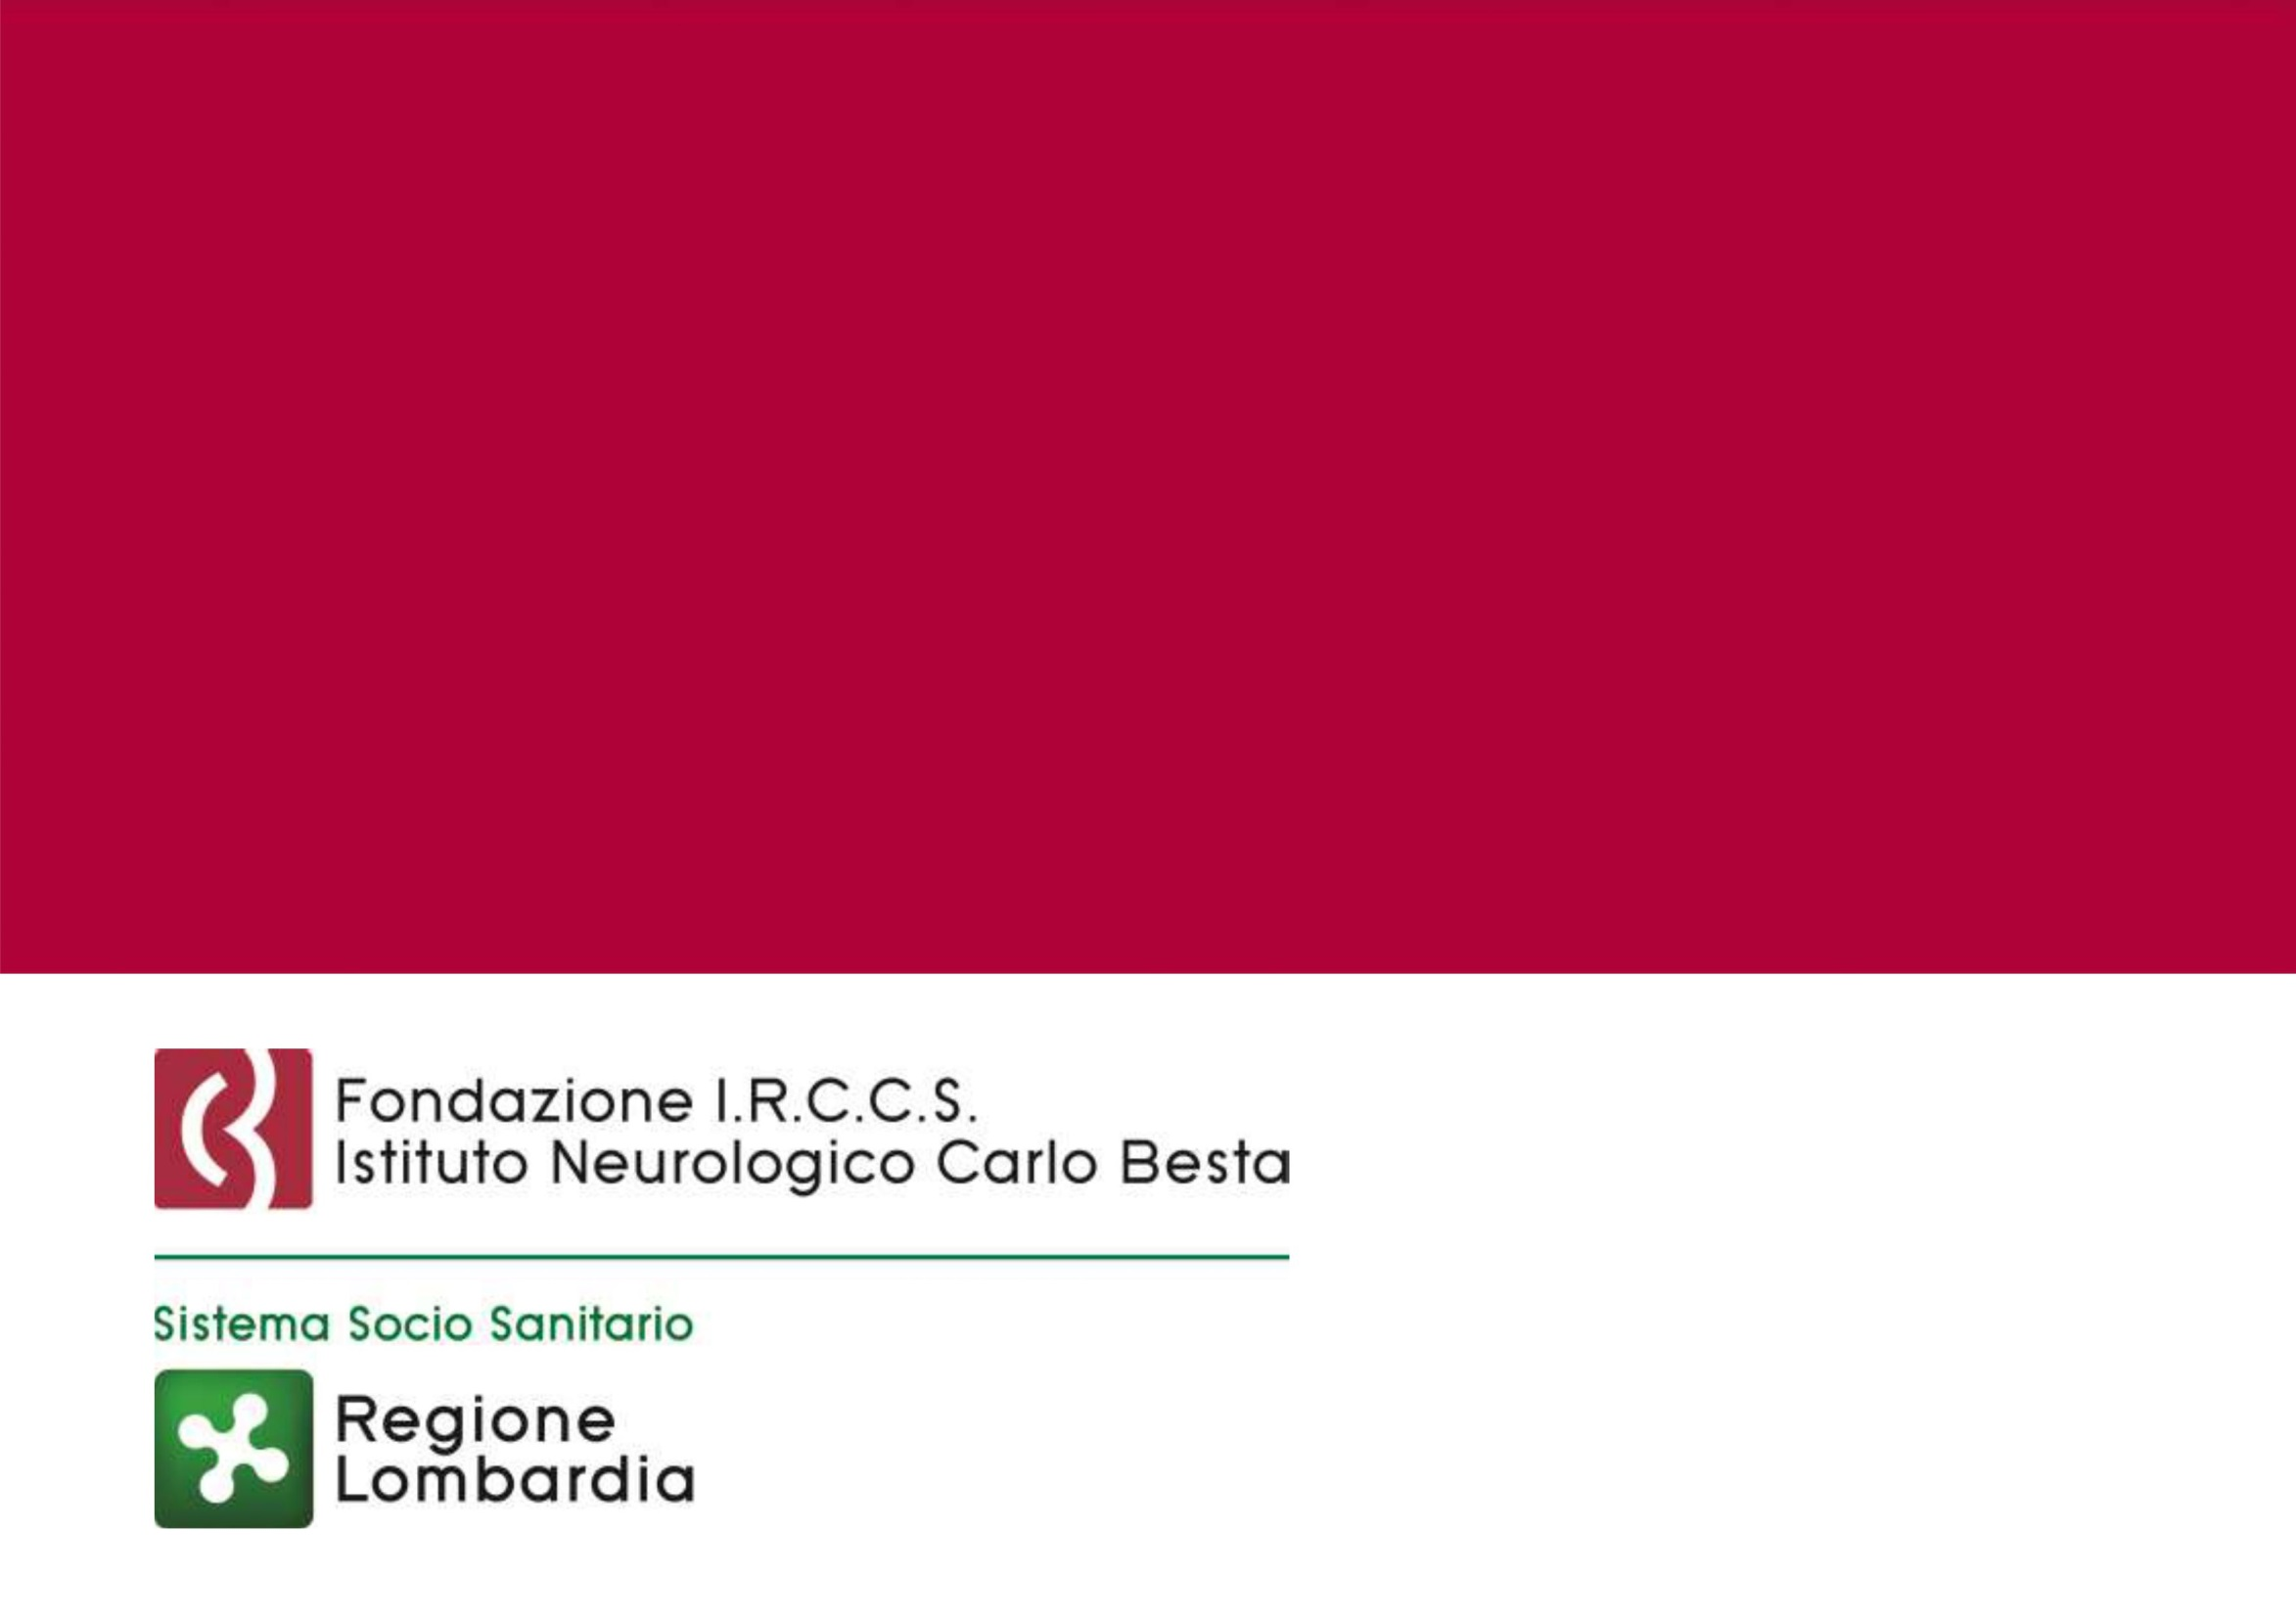 Fondazione I.R.C.C.S.
Istituto Neurologico Carlo Besta
Sistema Socio Sanitario
Regione
Lombardia